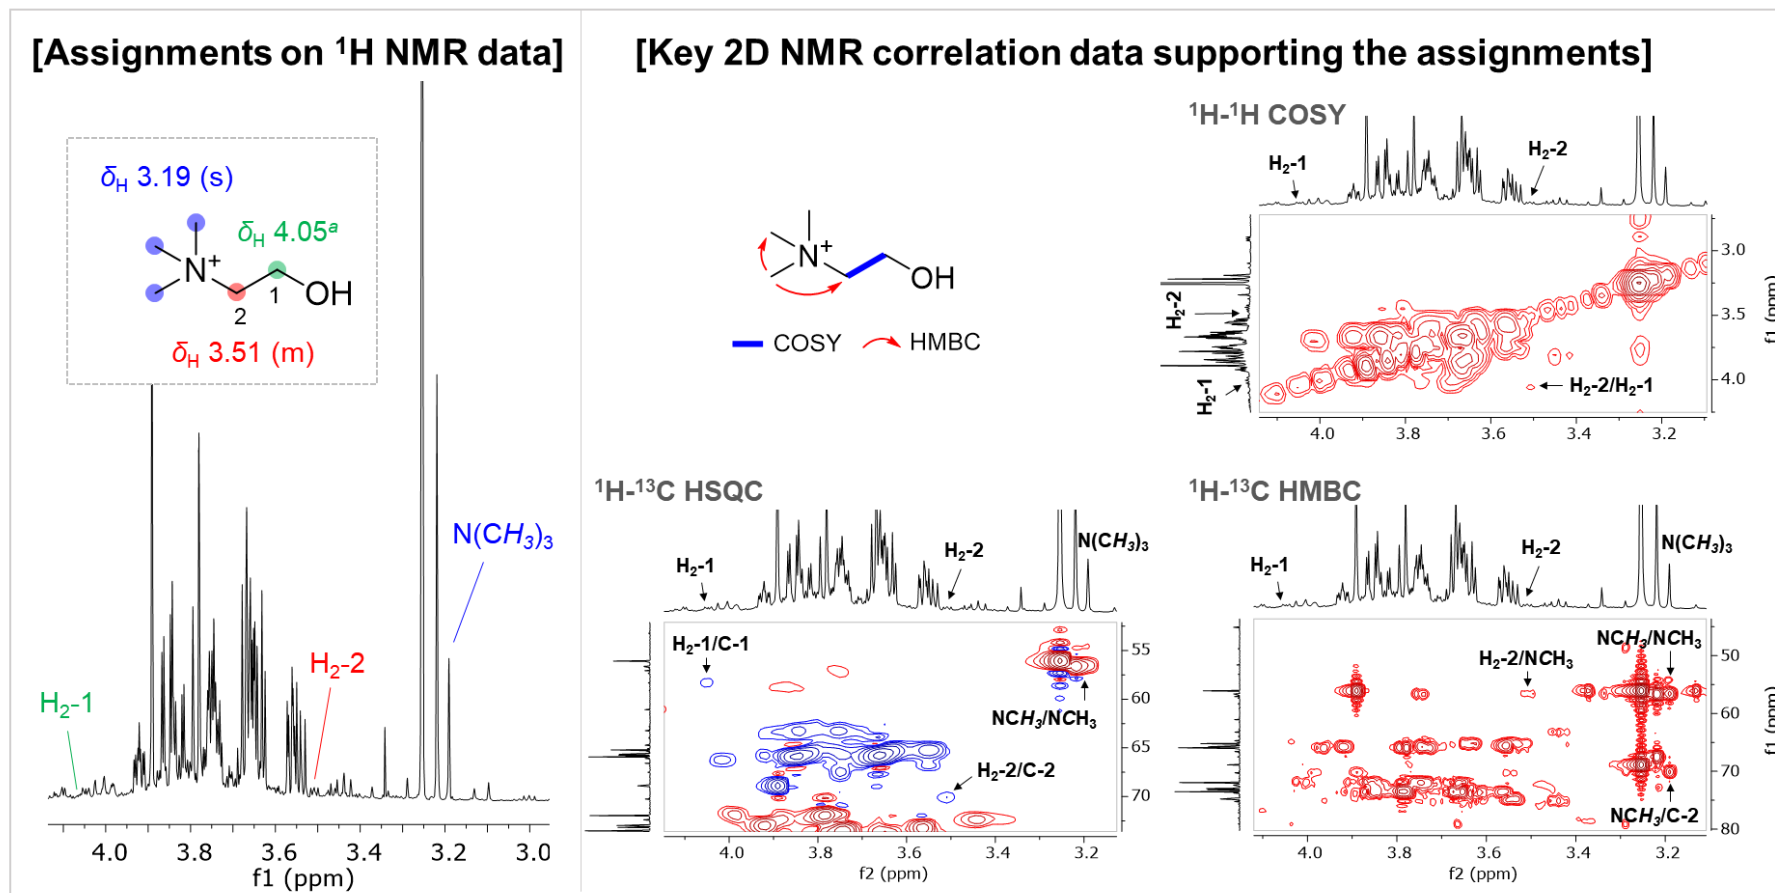 [Assignments on ¹H NMR data]
δH 3.19 (s)
δH 4.05ᵃ
N+
OH
1
2
δH 3.51 (m)
N(CH₃)₃
H₂-2
H₂-1
4.0 3.8 3.6 3.4 3.2 3.0
f1 (ppm)
[Key 2D NMR correlation data supporting the assignments]
N+
OH
COSY
HMBC
¹H-¹H COSY
H₂-1
H₂-2
H₂-2
H₂-1
H₂-2/H₂-1
3.0
3.5
4.0
f1 (ppm)
4.0 3.8 3.6 3.4 3.2
f2 (ppm)
¹H-¹³C HSQC
N(CH₃)₃
H₂-2
H₂-1
H₂-1/C-1
NCH₃/NCH₃
H₂-2/C-2
55
60
65
70
4.0 3.8 3.6 3.4 3.2
f2 (ppm)
¹H-¹³C HMBC
N(CH₃)₃
H₂-2
H₂-1
NCH₃/NCH₃
H₂-2/NCH₃
NCH₃/C-2
50
60
70
80
f1 (ppm)
4.0 3.8 3.6 3.4 3.2
f2 (ppm)